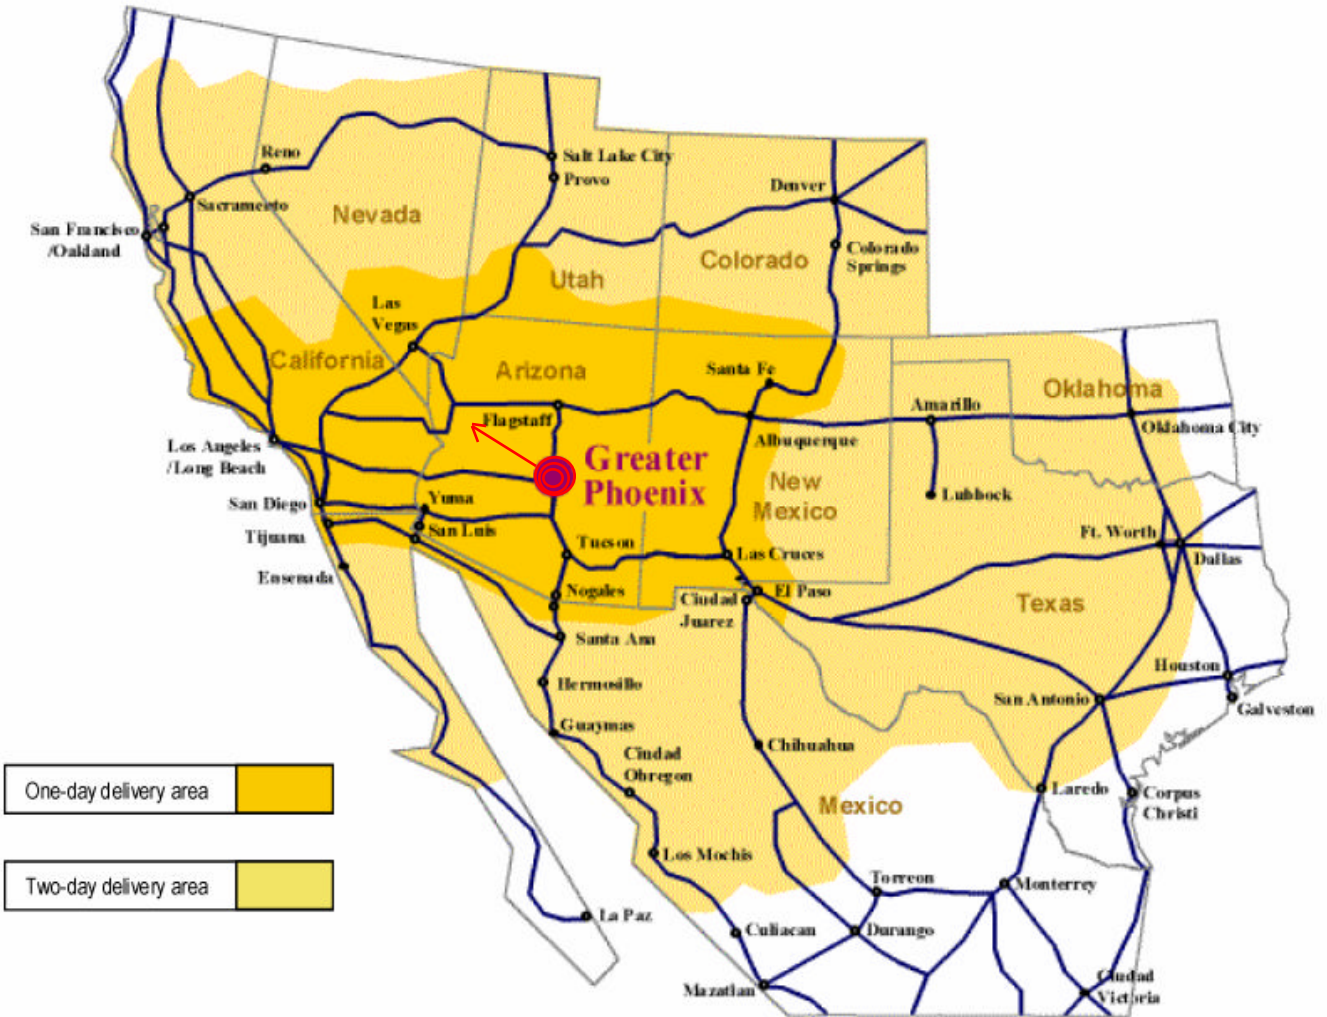 Reno
Salt Lake City
Provo
Denver
Sacramento
Nevada
San Francisco
/Oakland
Colorado
Springs
Colorado
Utah
Las
Vegas
California
Arizona
Santa Fe
Oklahoma
Amarillo
Flagstaff
Albuquerque
Oklahoma City
Los Angeles
/Long Beach
Greater
Phoenix
New
Mexico
Lubbock
San Diego
Yuma
San Luis
Tijuana
Tucson
Las Cruces
Ft. Worth
Dallas
Ensenada
Nogales
Ciudad
Juarez
El Paso
Texas
Santa Ana
Houston
Hermosillo
San Antonio
Galveston
Guaymas
Chihuahua
Ciudad
Obregon
One-day delivery area
Mexico
Laredo
Corpus
Christi
Los Mochis
Two-day delivery area
Torreon
Monterrey
La Paz
Culiacan
Durango
Mazatlan
Ciudad
Victoria